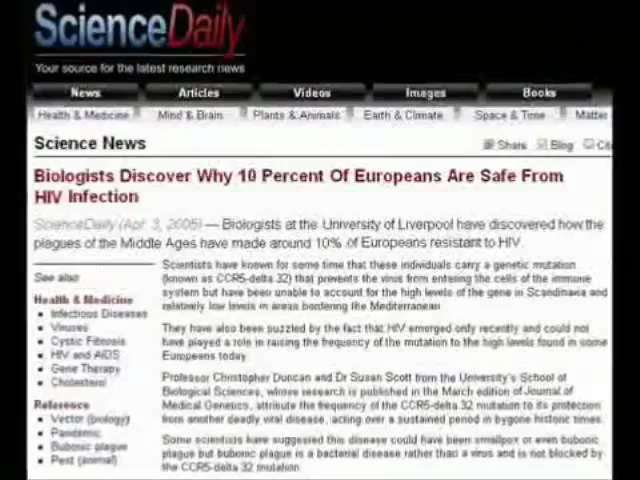 ScienceDaily
Your source for the latest research news
News Articles Videos Images Books
Health & Medicine Mind & Brain Plants & Animals Earth & Climate Space & Time Matter
Science News
Share Blog Cite
Biologists Discover Why 10 Percent Of Europeans Are Safe From
HIV Infection
ScienceDaily (Apr. 3, 2005) — Biologists at the University of Liverpool have discovered how the
plagues of the Middle Ages have made around 10% of Europeans resistant to HIV.
See also
Health & Medicine
• Infectious Diseases
• Viruses
• Cystic Fibrosis
• HIV and AIDS
• Gene Therapy
• Cholesterol
Reference
• Vector (biology)
• Pandemic
• Bubonic plague
• Pest (animal)
Scientists have known for some time that these individuals carry a genetic mutation
(known as CCR5-delta 32) that prevents the virus from entering the cells of the immune
system but have been unable to account for the high levels of the gene in Scandinavia and
relatively low levels in areas bordering the Mediterranean
They have also been puzzled by the fact that HIV emerged only recently and could not
have played a role in raising the frequency of the mutation to the high levels found in some
Europeans today.
Professor Christopher Duncan and Dr Susan Scott from the University's School of
Biological Sciences, whose research is published in the March edition of Journal of
Medical Genetics, attribute the frequency of the CCR5-delta 32 mutation to its protection
from another deadly viral disease, acting over a sustained period in bygone historic times.
Some scientists have suggested this disease could have been smallpox or even bubonic
plague but bubonic plague is a bacterial disease rather than a virus and is not blocked by
the CCR5-delta 32 mutation.